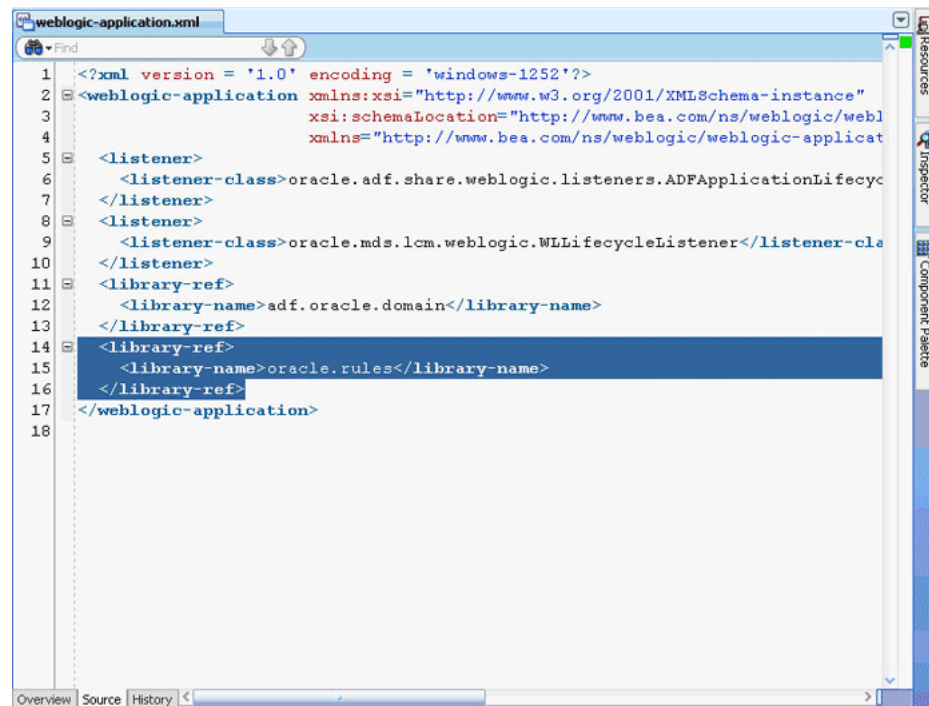 weblogic-application.xml
Find
1 <?xml version = '1.0' encoding = 'windows-1252'?>
2 <weblogic-application xmlns:xsi="http://www.w3.org/2001/XMLSchema-instance"
3 xsi:schemaLocation="http://www.bea.com/ns/weblogic/webl
4 xmlns="http://www.bea.com/ns/weblogic/weblogic-applicat
5 <listener>
6 <listener-class>oracle.adf.share.weblogic.listeners.ADFApplicationLifecyc
7 </listener>
8 <listener>
9 <listener-class>oracle.mds.lcm.weblogic.WLLifecycleListener</listener-cla
10 </listener>
11 <library-ref>
12 <library-name>adf.oracle.domain</library-name>
13 </library-ref>
14 <library-ref>
15 <library-name>oracle.rules</library-name>
16 </library-ref>
17 </weblogic-application>
18
Overview Source History
Resources
Inspector
Component Palette